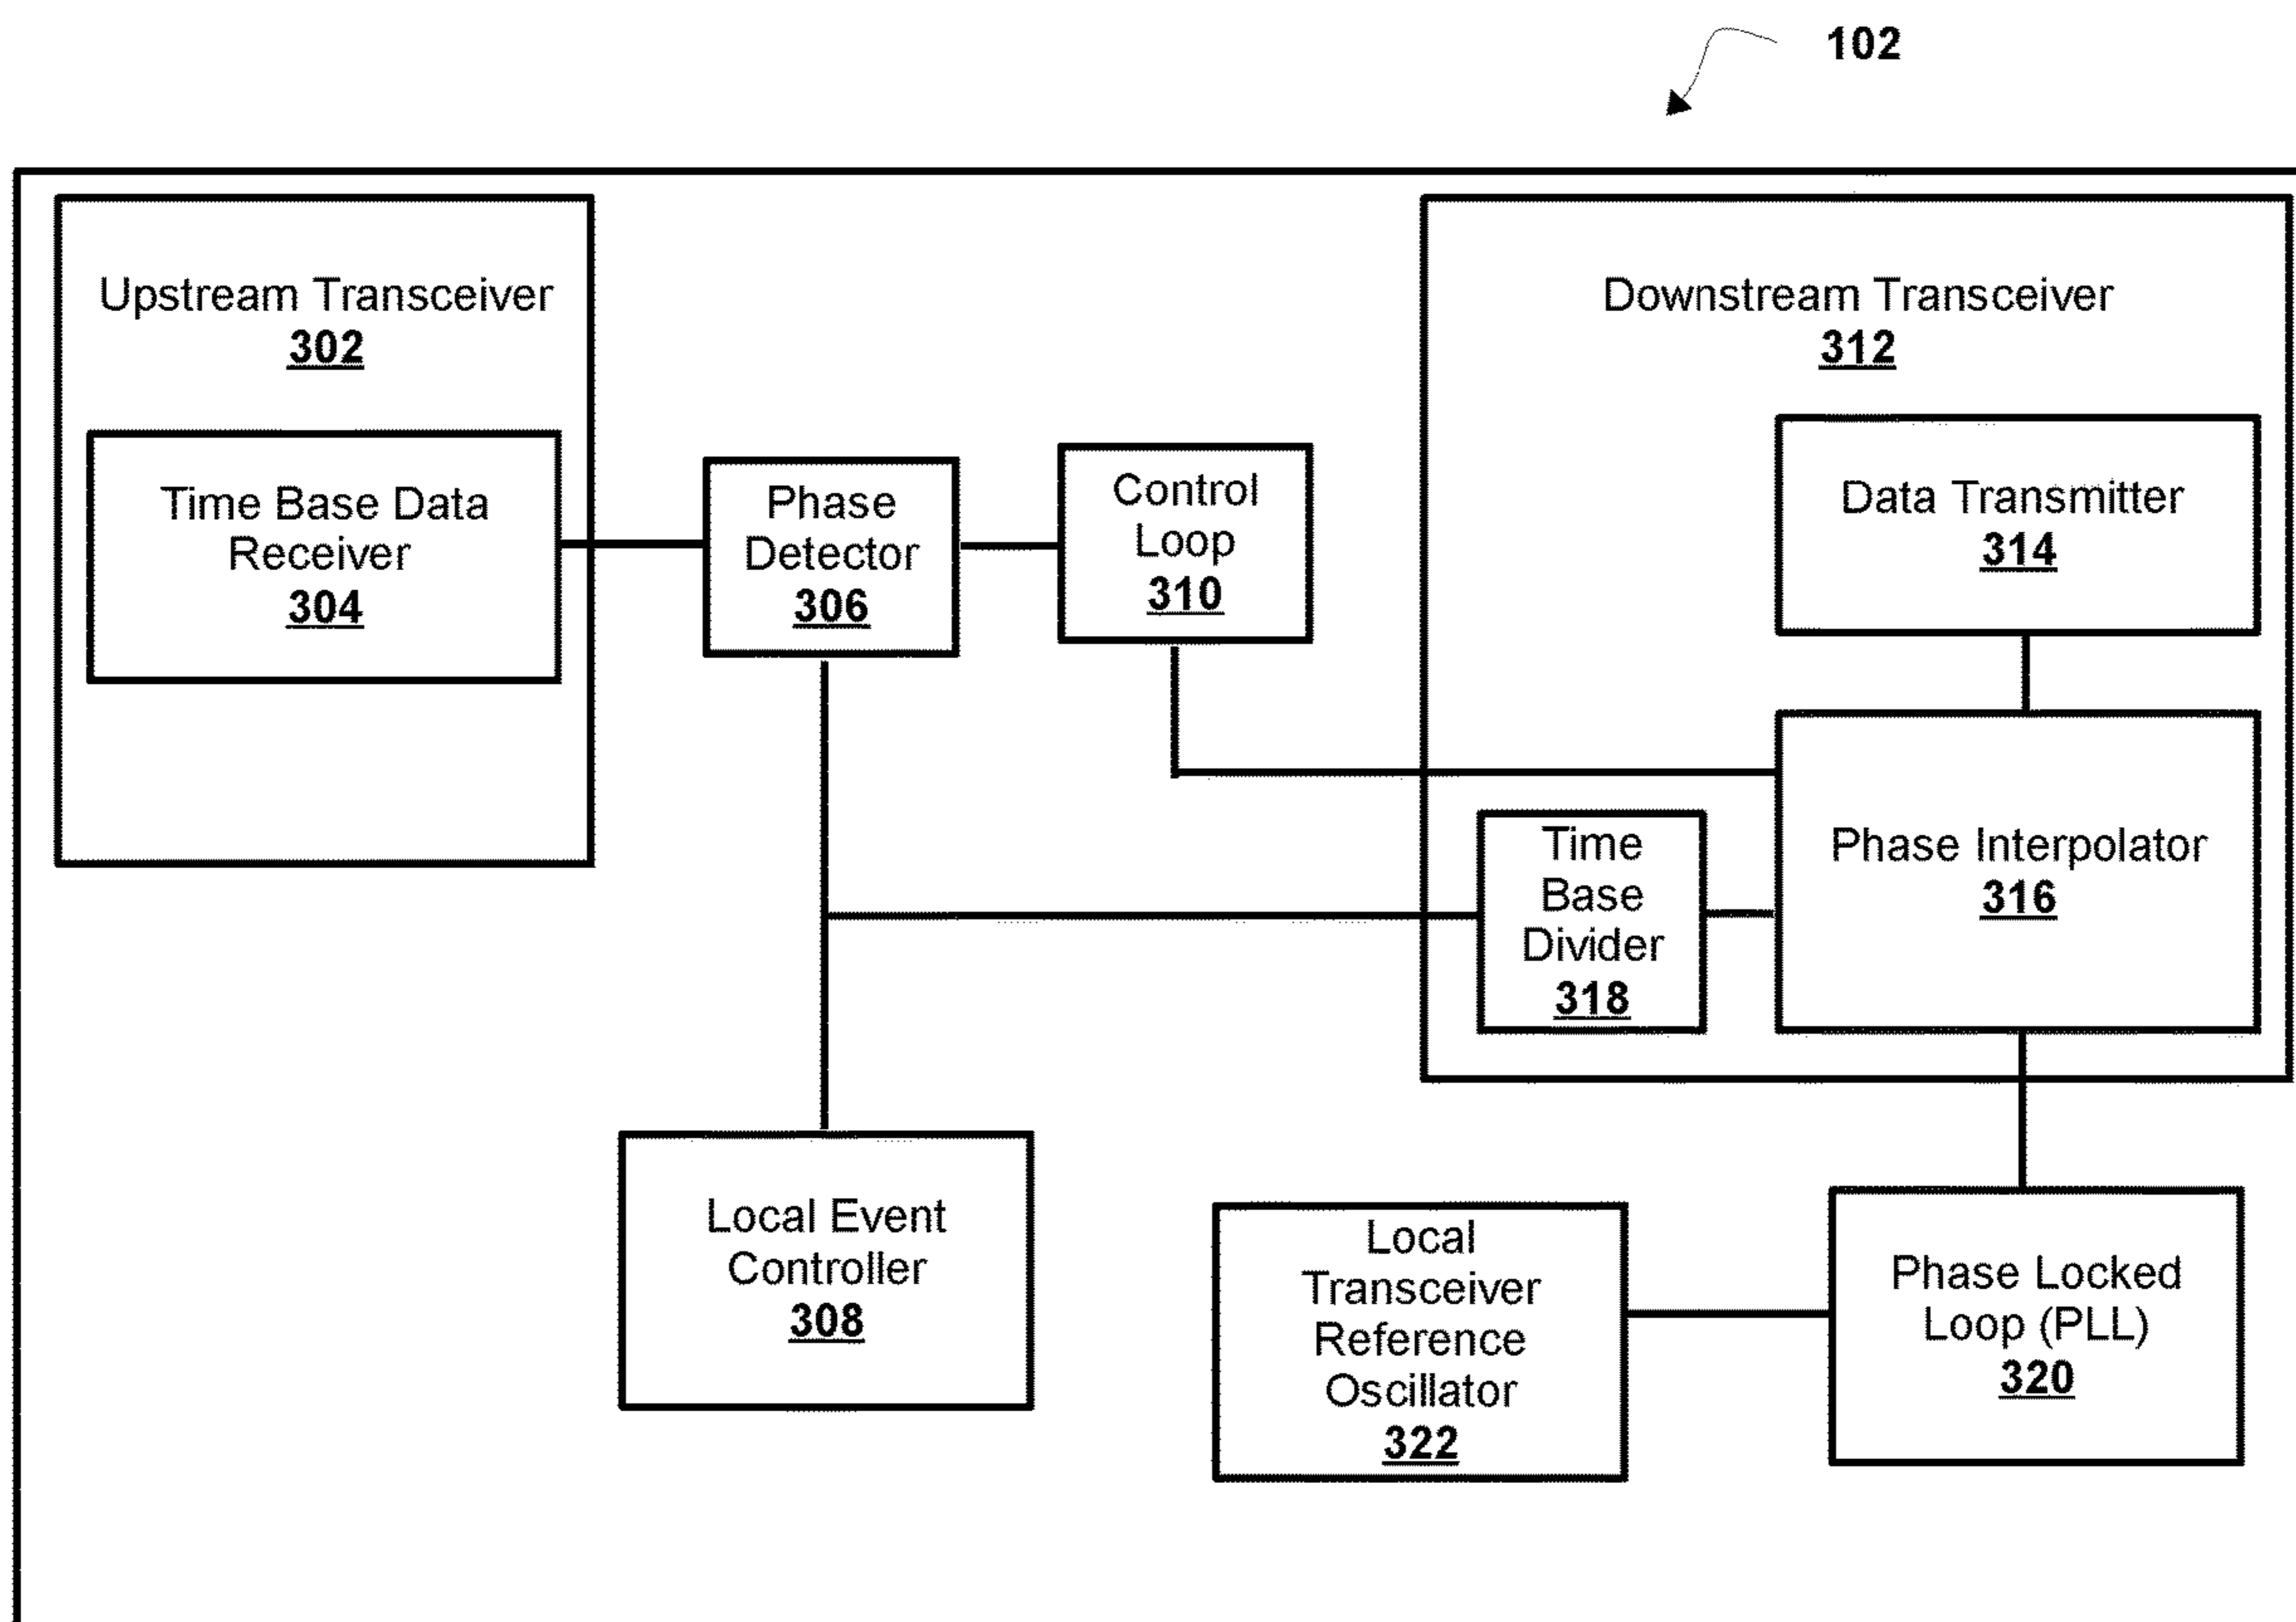 102
Upstream Transceiver
302
Time Base Data
Receiver
304
Phase
Detector
306
Control
Loop
310
Downstream Transceiver
312
Data Transmitter
314
Phase Interpolator
316
Time
Base
Divider
318
Local Event
Controller
308
Local
Transceiver
Reference
Oscillator
322
Phase Locked
Loop (PLL)
320